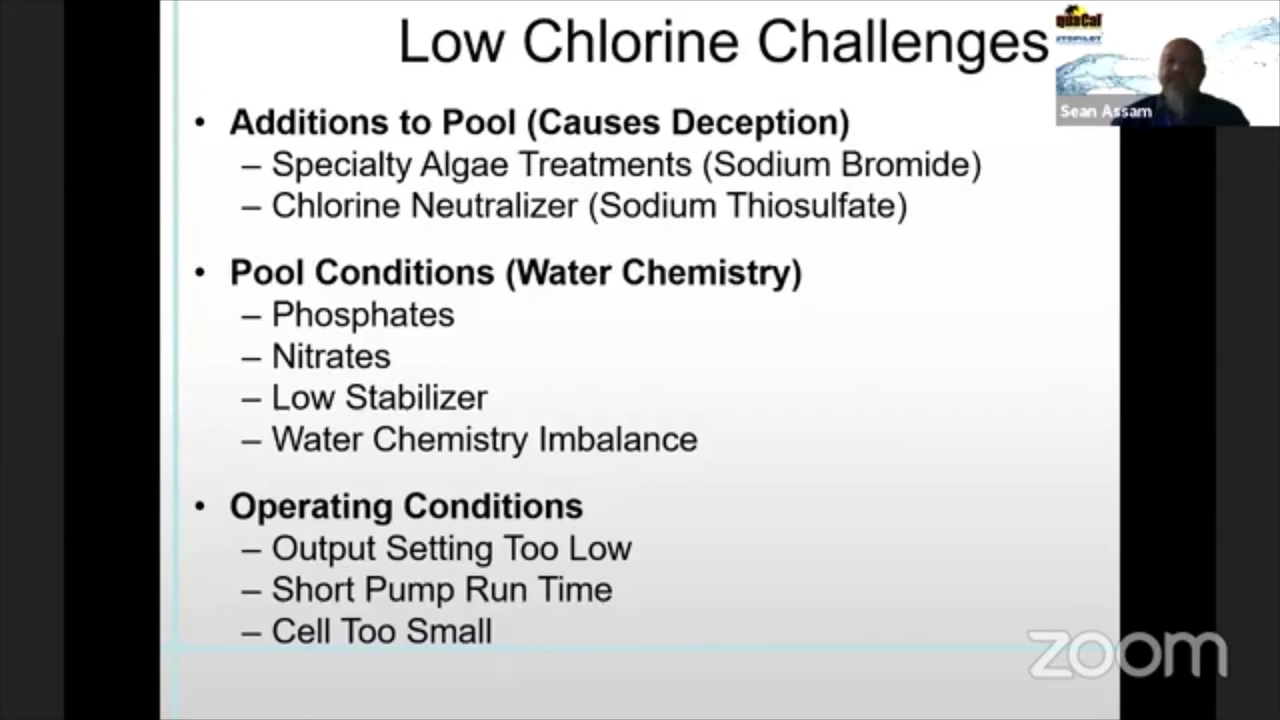 Low Chlorine Challenges
quaCal
UTOPILOT
Sean Assam
• Additions to Pool (Causes Deception)
– Specialty Algae Treatments (Sodium Bromide)
– Chlorine Neutralizer (Sodium Thiosulfate)
• Pool Conditions (Water Chemistry)
– Phosphates
– Nitrates
– Low Stabilizer
– Water Chemistry Imbalance
• Operating Conditions
– Output Setting Too Low
– Short Pump Run Time
– Cell Too Small
zoom